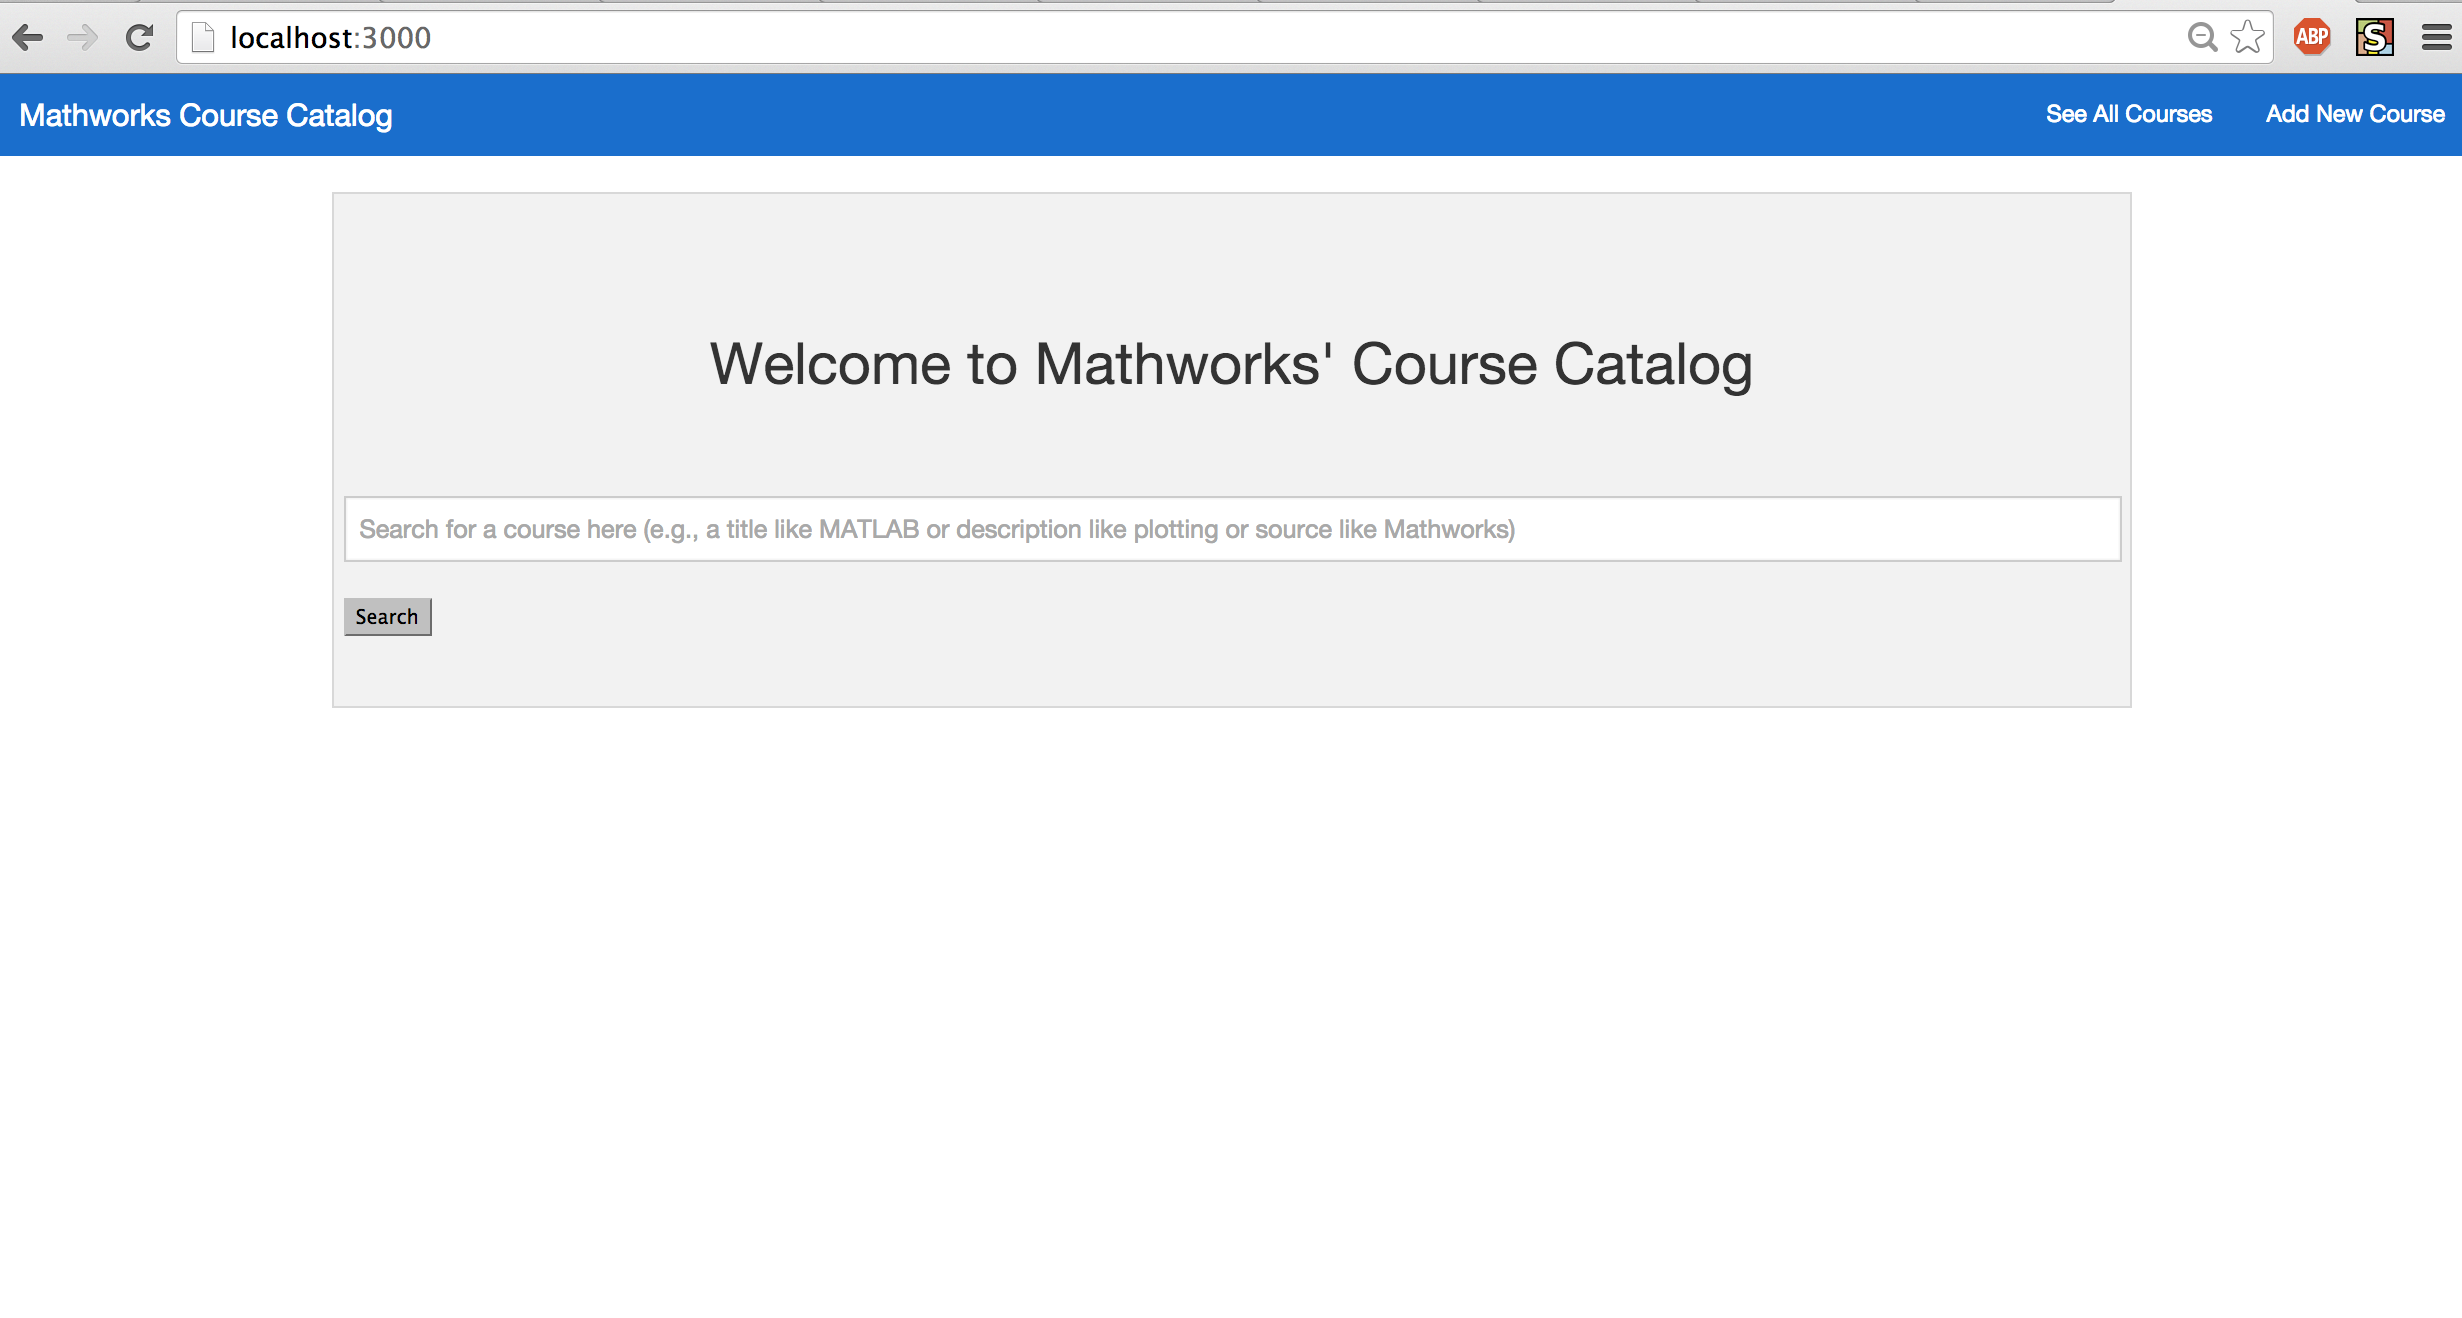 localhost:3000
ABP
S
Mathworks Course Catalog
See All Courses
Add New Course
Welcome to Mathworks' Course Catalog
Search for a course here (e.g., a title like MATLAB or description like plotting or source like Mathworks)
Search